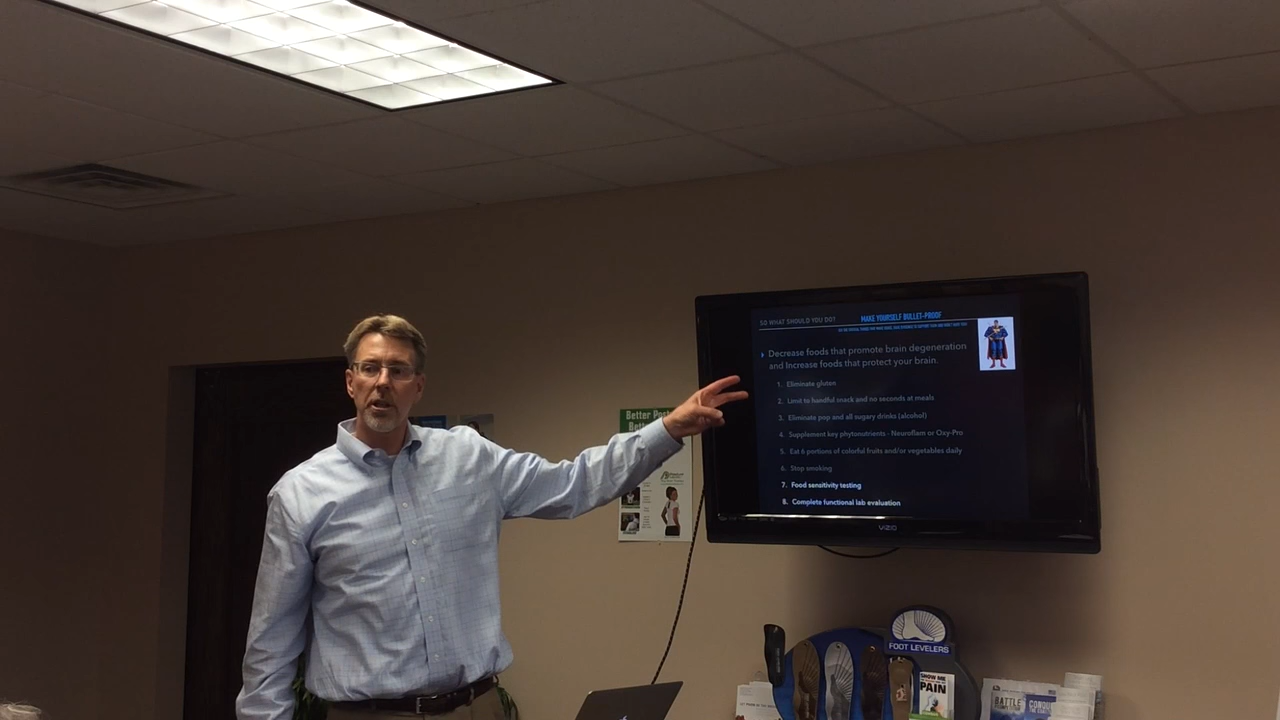 SO WHAT SHOULD YOU DO? MAKE YOURSELF BULLET-PROOF
Decrease foods that promote brain degeneration
and Increase foods that protect your brain.
1. Eliminate gluten
2. Limit to handful snack and no seconds at meals
3. Eliminate pop and all sugary drinks (alcohol)
4. Supplement key phytonutrients - Neuroflam or Oxy-Pro
5. Eat 6 portions of colorful fruits and/or vegetables daily
6. Stop smoking
7. Food sensitivity testing
8. Complete functional lab evaluation
VIZIO
Better
FOOT LEVELERS
SHOW ME
PAIN
BATTLE